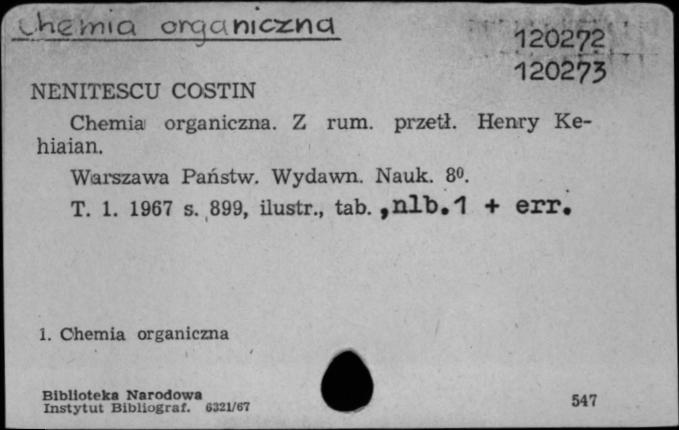 Chemia organiczna
120272
120273
NENITESCU COSTIN
Chemia organiczna. Z rum. przetł. Henry Ke-
hiaian.
Warszawa Państw. Wydawn. Nauk. 8⁰.
T. 1. 1967 s. 899, ilustr., tab. ,nlb.1 + err.
1. Chemia organiczna
Biblioteka Narodowa
Instytut Bibliograf. 6321/67
547